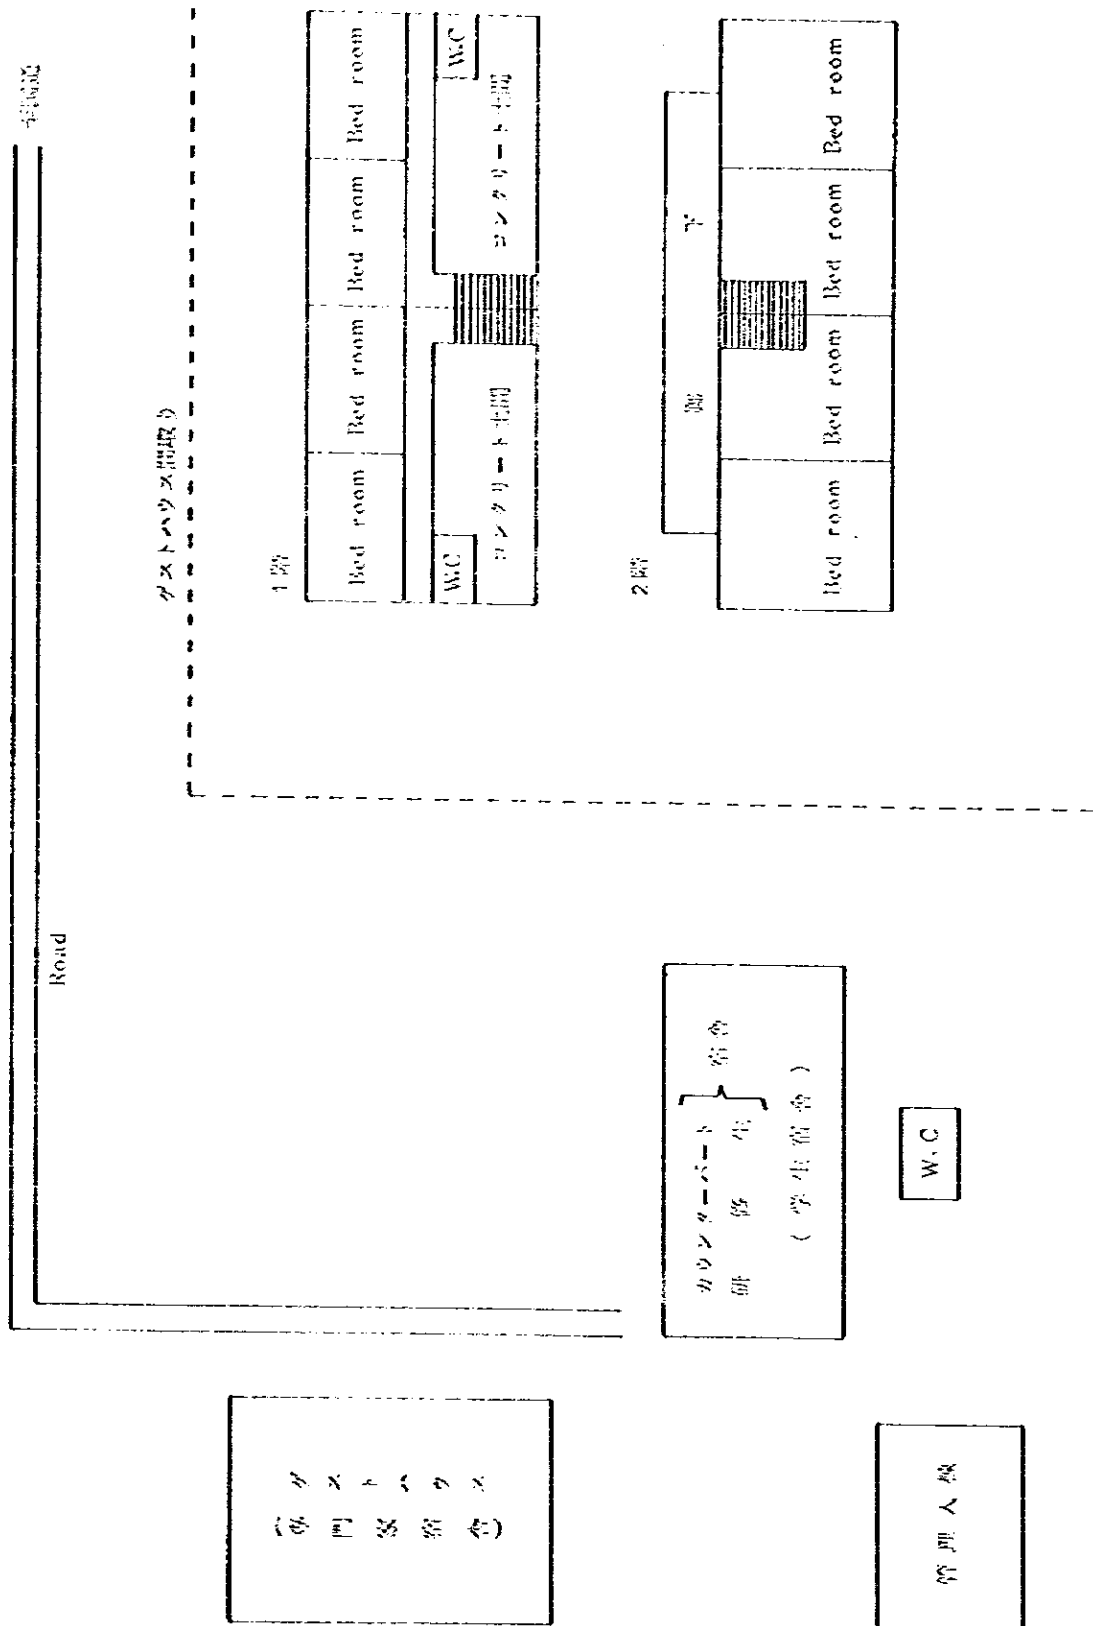 Road
ゲストハウス間取り
1階
Bed room
Bed room
Bed room
Bed room
W.C
W.C
コンクリート土間
コンクリート土間
2階
廊下
Bed room
Bed room
Bed room
Bed room
ゲストハウス
(専門家宿舎)
カウンターパート
研修生
宿舎
(学生宿舎)
W.C
管理人棟